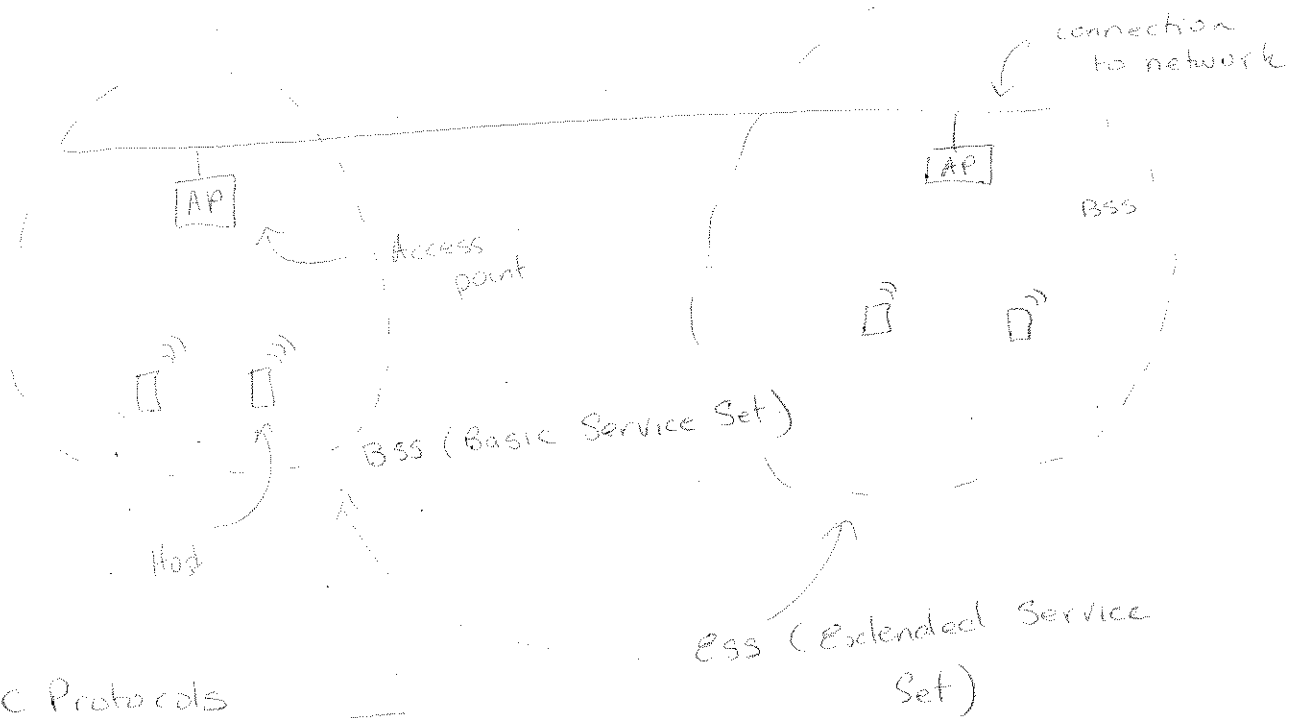 connection
to network
AP
AP
BSS
Access
point
BSS (Basic Service Set)
Host
ESS (Extended Service
Set)
C Protocols